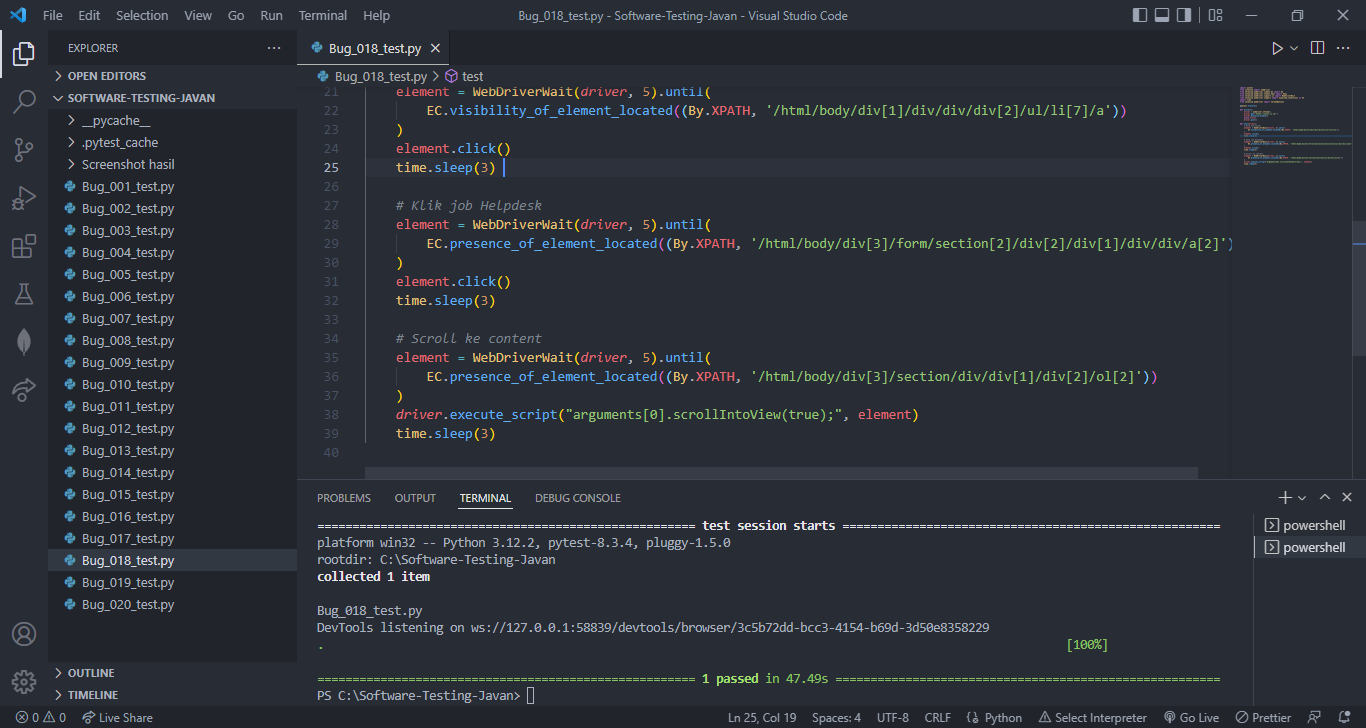 File Edit Selection View Go Run Terminal Help Bug_018_test.py - Software-Testing-Javan - Visual Studio Code
EXPLORER
OPEN EDITORS
SOFTWARE-TESTING-JAVAN
__pycache__
.pytest_cache
Screenshot hasil
Bug_001_test.py
Bug_002_test.py
Bug_003_test.py
Bug_004_test.py
Bug_005_test.py
Bug_006_test.py
Bug_007_test.py
Bug_008_test.py
Bug_009_test.py
Bug_010_test.py
Bug_011_test.py
Bug_012_test.py
Bug_013_test.py
Bug_014_test.py
Bug_015_test.py
Bug_016_test.py
Bug_017_test.py
Bug_018_test.py
Bug_019_test.py
Bug_020_test.py
OUTLINE
TIMELINE
Bug_018_test.py
Bug_018_test.py > test
21 element = WebDriverWait(driver, 5).until(
22 EC.visibility_of_element_located((By.XPATH, '/html/body/div[1]/div/div/div[2]/ul/li[7]/a'))
23 )
24 element.click()
25 time.sleep(3)
26
27 # Klik job Helpdesk
28 element = WebDriverWait(driver, 5).until(
29 EC.presence_of_element_located((By.XPATH, '/html/body/div[3]/form/section[2]/div[2]/div[1]/div/div/a[2]')
30 )
31 element.click()
32 time.sleep(3)
33
34 # Scroll ke content
35 element = WebDriverWait(driver, 5).until(
36 EC.presence_of_element_located((By.XPATH, '/html/body/div[3]/section/div/div[1]/div[2]/ol[2]'))
37 )
38 driver.execute_script("arguments[0].scrollIntoView(true);", element)
39 time.sleep(3)
40
PROBLEMS OUTPUT TERMINAL DEBUG CONSOLE
====================================================== test session starts ======================================================
platform win32 -- Python 3.12.2, pytest-8.3.4, pluggy-1.5.0
rootdir: C:\Software-Testing-Javan
collected 1 item

Bug_018_test.py
DevTools listening on ws://127.0.0.1:58839/devtools/browser/3c5b72dd-bcc3-4154-b69d-3d50e8358229
. [100%]

====================================================== 1 passed in 47.49s =======================================================
PS C:\Software-Testing-Javan>
powershell
powershell
0 0 Live Share Ln 25, Col 19 Spaces: 4 UTF-8 CRLF Python Select Interpreter Go Live Prettier